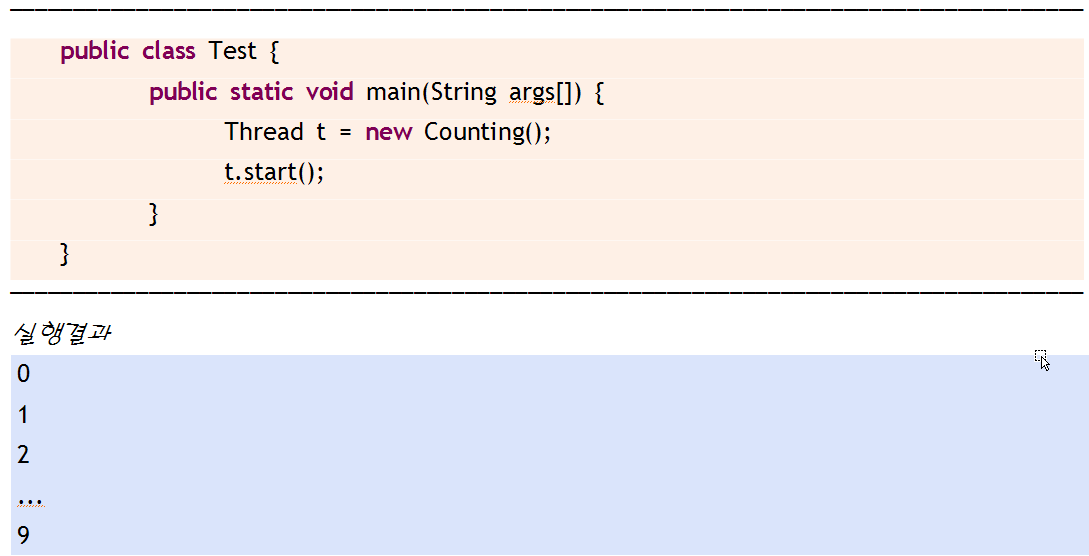 public class Test {
public static void main(String args[]) {
Thread t = new Counting();
t.start();
}
}
실행결과
0
1
2
...
9